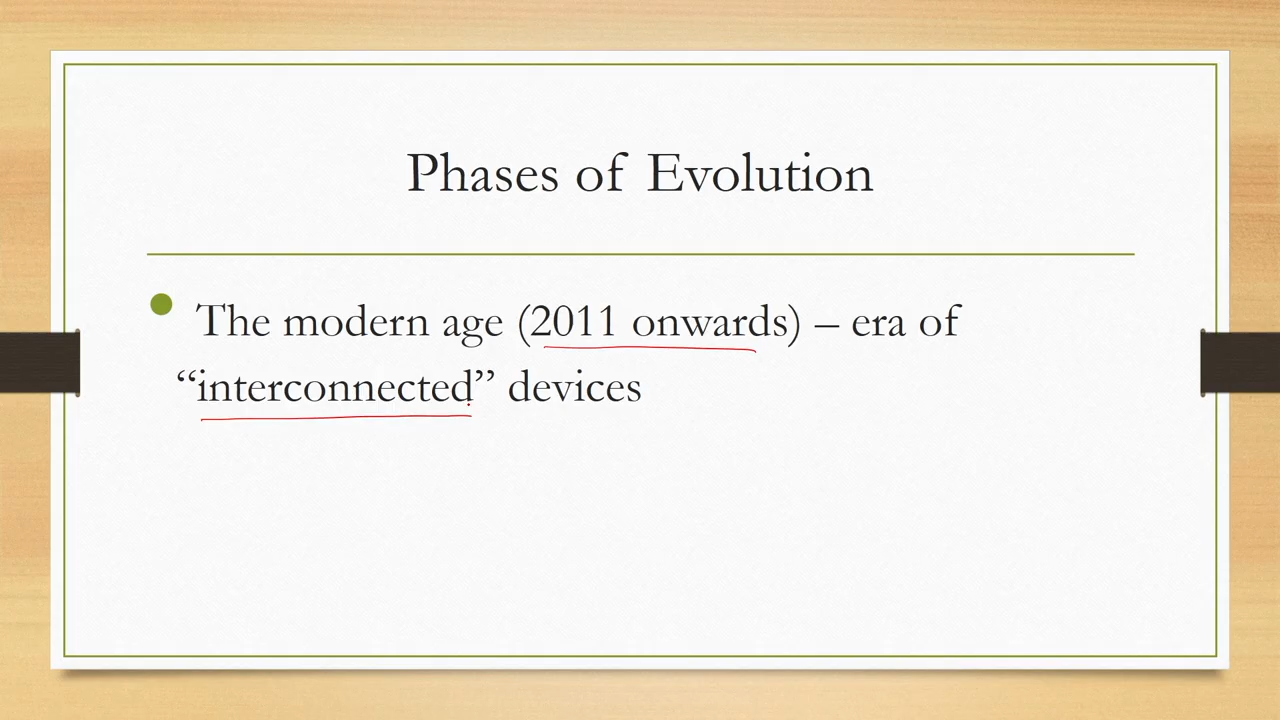 Phases of Evolution
The modern age (2011 onwards) – era of
“interconnected” devices